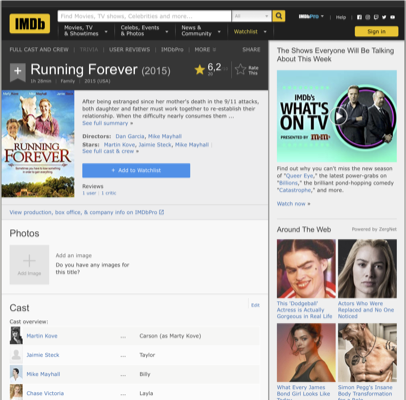 IMDb
Find Movies, TV shows, Celebrities and more...
All
IMDbPro
Help
Movies, TV
& Showtimes
Celebs, Events
& Photos
News &
Community
Watchlist
Sign in
FULL CAST AND CREW | TRIVIA | USER REVIEWS | IMDbPro | MORE
SHARE
Running Forever (2015)
1h 28min | Family | 2015 (USA)
6,2
Rate
This
After being estranged since her mother's death in the 9/11 attacks,
both daughter and father must work together to re-establish their
relationship. When the difficulty nearly consumes them ...
See full summary »
Directors: Dan Garcia, Mike Mayhall
Stars: Martin Kove, Jaimie Steck, Mike Mayhall |
See full cast & crew »
+ Add to Watchlist
Reviews
1 user | 1 critic
RUNNING
FOREVER
View production, box office, & company info on IMDbPro
Photos
Add Image
Add an image
Do you have any images for
this title?
Cast
Edit
Cast overview:
Martin Kove ... Carson (as Marty Kove)
Jaimie Steck ... Taylor
Mike Mayhall ... Billy
Chase Victoria ... Layla
The Shows Everyone Will Be Talking
About This Week
IMDb's
WHAT'S
ON TV
PRESENTED BY m&m's
Find out why you can't miss the new season
of "Queer Eye," the latest power-grabs on
"Billions," the brilliant pond-hopping comedy
"Catastrophe," and more.
Watch now »
Around The Web
Powered by ZergNet
This 'Dodgeball'
Actress is Actually
Gorgeous in Real Life
Actors Who Were
Replaced and No One
Noticed
What Every James
Bond Girl Looks Like
Simon Pegg's Insane
Body Transformation